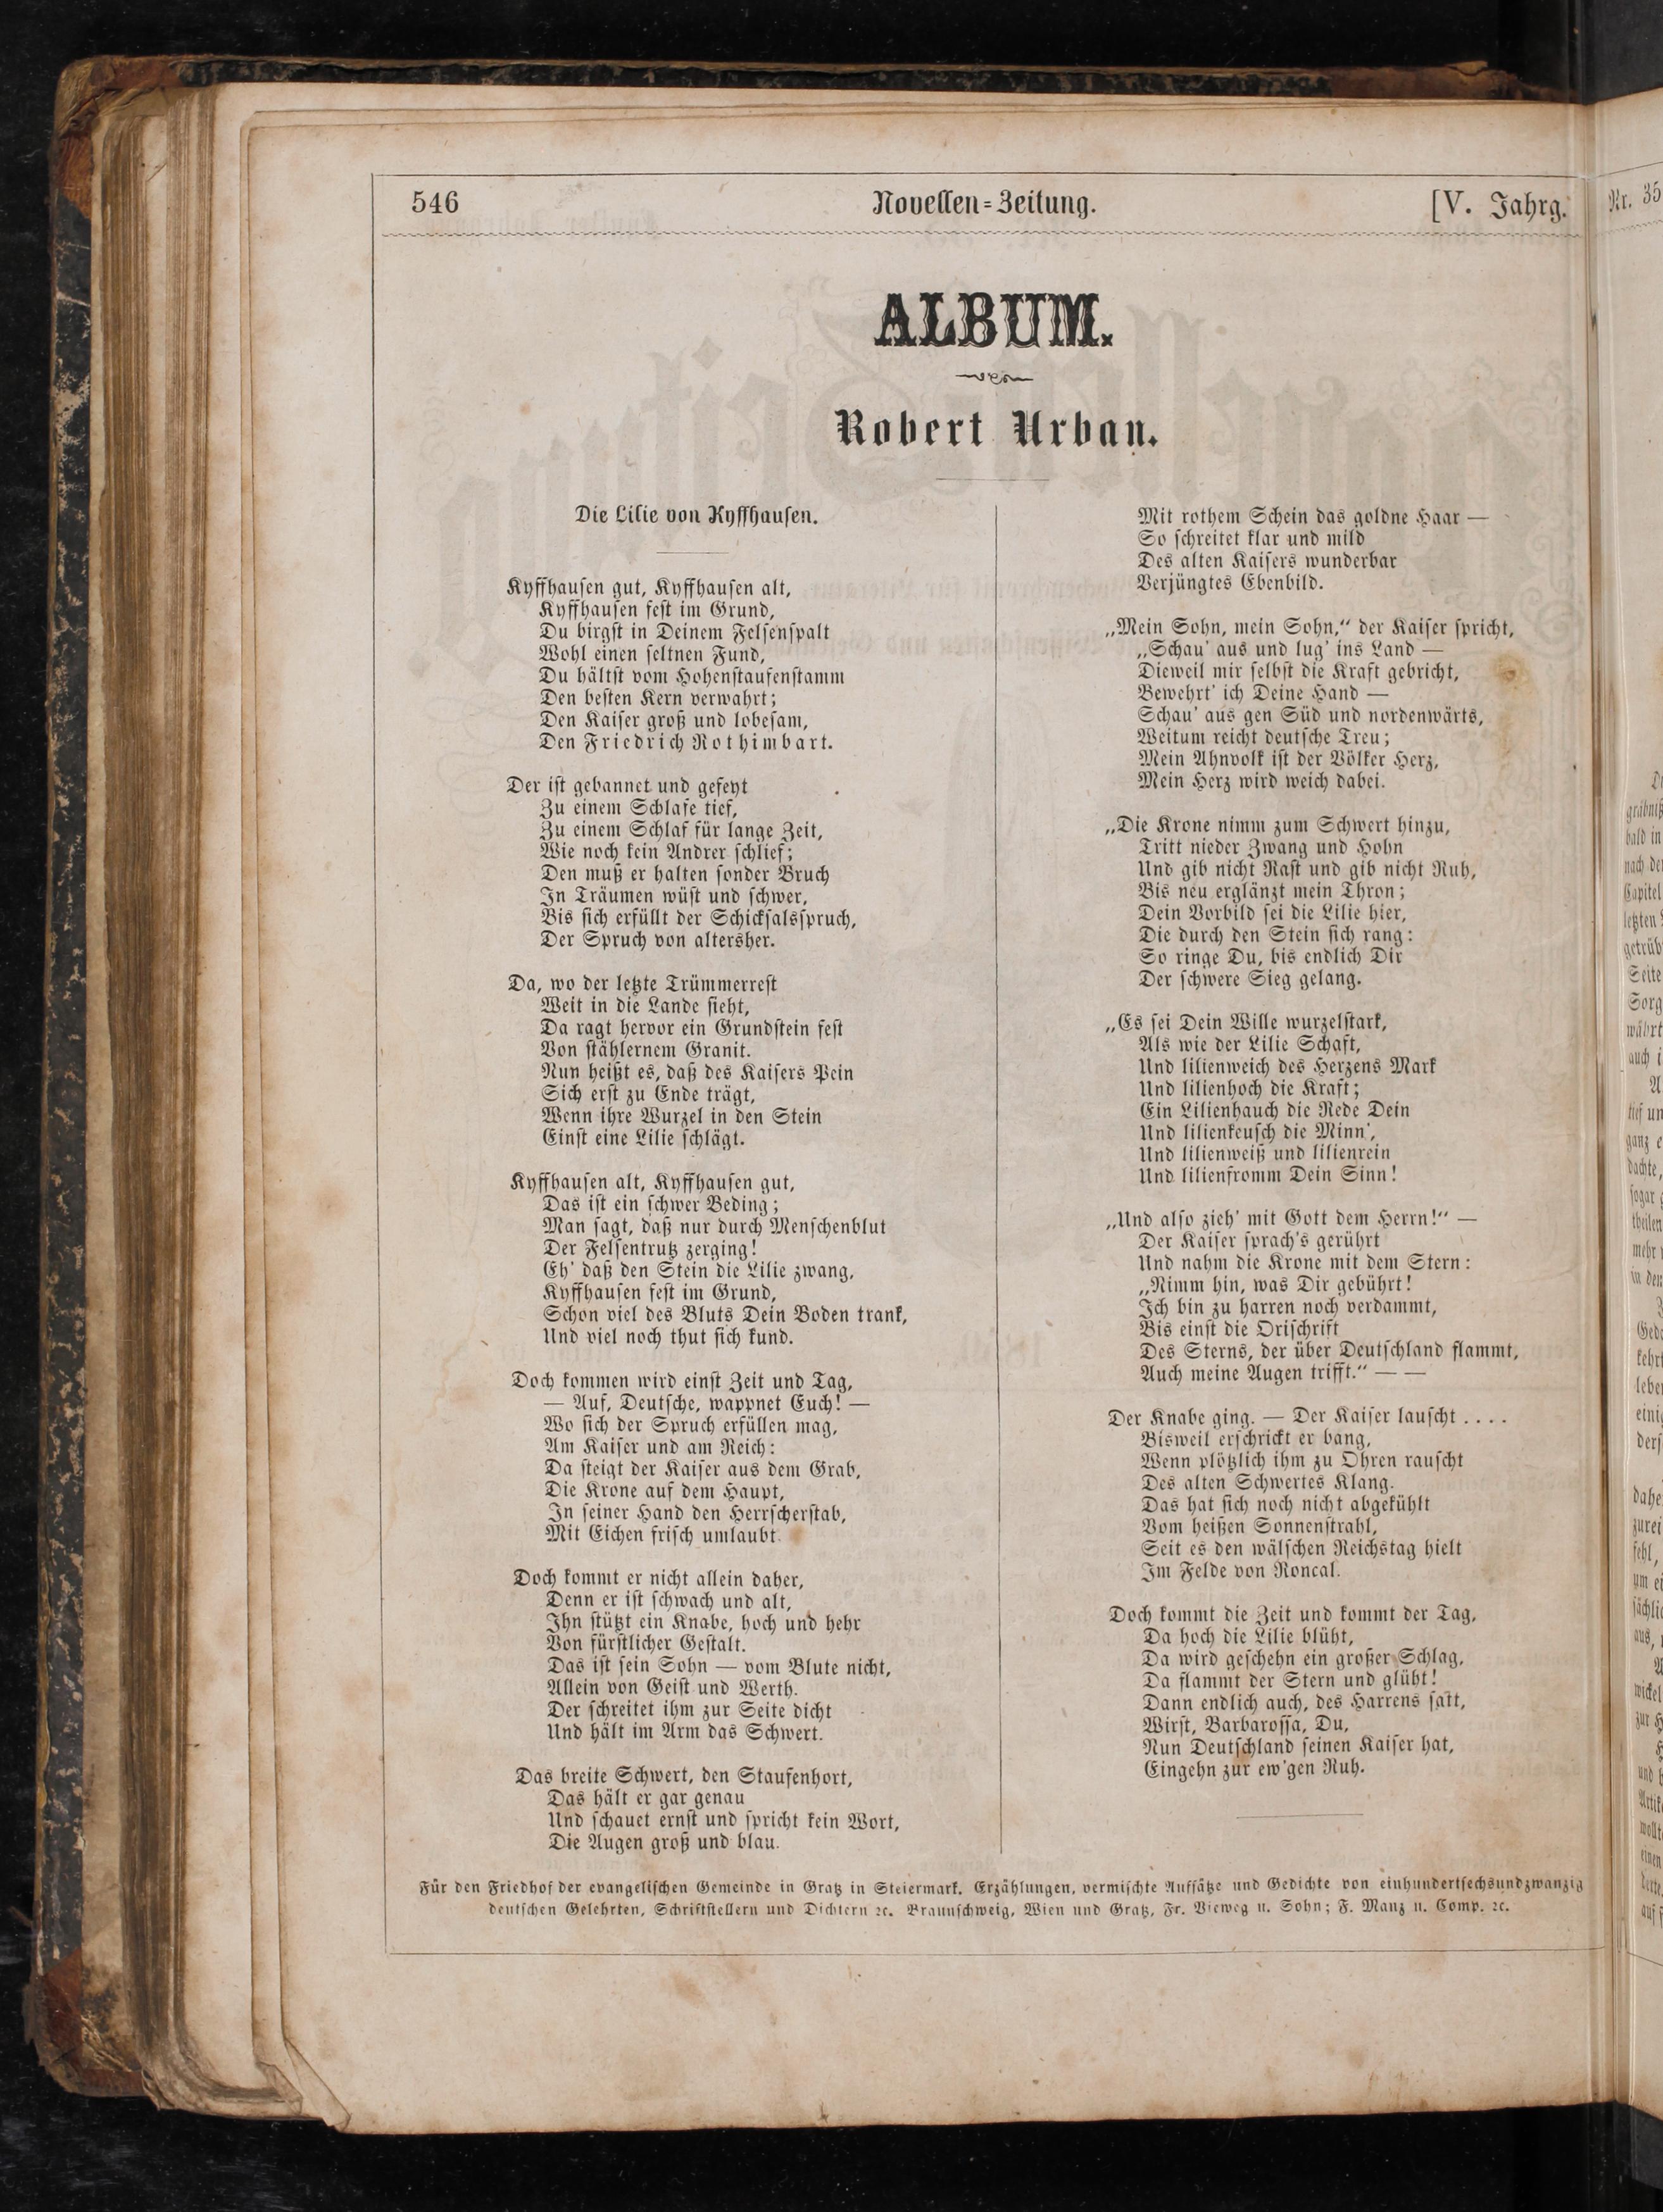 546
Novellen-Zeitung.
[V. Jahrg.
ALBUM.
Robert Urban.
Die Lilie von Kyffhausen.
Kyffhausen gut, Kyffhausen alt,
Kyffhausen fest im Grund,
Du birgst in Deinem Felsenspalt
Wohl einen seltnen Fund,
Du hältst vom Hohenstaufenstamm
Den besten Kern verwahrt;
Den Kaiser groß und lobesam,
Den Friedrich Rothimbart.
Der ist gebannet und gefeyt
Zu einem Schlafe tief,
Zu einem Schlaf für lange Zeit,
Wie noch kein Andrer schlief;
Den muß er halten sonder Bruch
In Träumen wüst und schwer,
Bis sich erfüllt der Schicksalsspruch,
Der Spruch von altersher.
Da, wo der letzte Trümmerrest
Weit in die Lande sieht,
Da ragt hervor ein Grundstein fest
Von stählernem Granit.
Nun heißt es, daß des Kaisers Pein
Sich erst zu Ende trägt,
Wenn ihre Wurzel in den Stein
Einst eine Lilie schlägt.
Kyffhausen alt, Kyffhausen gut,
Das ist ein schwer Beding;
Man sagt, daß nur durch Menschenblut
Der Felsentrutz zerging!
Eh' daß den Stein die Lilie zwang,
Kyffhausen fest im Grund,
Schon viel des Bluts Dein Boden trank,
Und viel noch thut sich kund.
Doch kommen wird einst Zeit und Tag,
— Auf, Deutsche, wappnet Euch! —
Wo sich der Spruch erfüllen mag,
Am Kaiser und am Reich:
Da steigt der Kaiser aus dem Grab,
Die Krone auf dem Haupt,
In seiner Hand den Herrscherstab,
Mit Eichen frisch umlaubt.
Doch kommt er nicht allein daher,
Denn er ist schwach und alt,
Ihn stützt ein Knabe, hoch und hehr
Von fürstlicher Gestalt.
Das ist sein Sohn — vom Blute nicht,
Allein von Geist und Werth.
Der schreitet ihm zur Seite dicht
Und hält im Arm das Schwert.
Das breite Schwert, den Staufenhort,
Das hält er gar genau
Und schauet ernst und spricht kein Wort,
Die Augen groß und blau.
Mit rothem Schein das goldne Haar —
So schreitet klar und mild
Des alten Kaisers wunderbar
Verjüngtes Ebenbild.
„Mein Sohn, mein Sohn,“ der Kaiser spricht,
„Schau' aus und lug' ins Land —
Dieweil mir selbst die Kraft gebricht,
Bewehrt' ich Deine Hand —
Schau' aus gen Süd und nordenwärts,
Weitum reicht deutsche Treu;
Mein Ahnvolk ist der Völker Herz,
Mein Herz wird weich dabei.
„Die Krone nimm zum Schwert hinzu,
Tritt nieder Zwang und Hohn
Und gib nicht Rast und gib nicht Ruh,
Bis neu erglänzt mein Thron;
Dein Vorbild sei die Lilie hier,
Die durch den Stein sich rang:
So ringe Du, bis endlich Dir
Der schwere Sieg gelang.
„Es sei Dein Wille wurzelstark,
Als wie der Lilie Schaft,
Und lilienweich des Herzens Mark
Und lilienhoch die Kraft;
Ein Lilienhauch die Rede Dein
Und lilienkeusch die Minn',
Und lilienweiß und lilienrein
Und lilienfromm Dein Sinn!
„Und also zieh' mit Gott dem Herrn!“ —
Der Kaiser sprach's gerührt
Und nahm die Krone mit dem Stern:
„Nimm hin, was Dir gebührt!
Ich bin zu harren noch verdammt,
Bis einst die Orischrift
Des Sterns, der über Deutschland flammt,
Auch meine Augen trifft.“ — —
Der Knabe ging. — Der Kaiser lauscht . . . .
Bisweil erschrickt er bang,
Wenn plötzlich ihm zu Ohren rauscht
Des alten Schwertes Klang.
Das hat sich noch nicht abgekühlt
Vom heißen Sonnenstrahl,
Seit es den wälschen Reichstag hielt
Im Felde von Roncal.
Doch kommt die Zeit und kommt der Tag,
Da hoch die Lilie blüht,
Da wird geschehn ein großer Schlag,
Da flammt der Stern und glüht!
Dann endlich auch, des Harrens satt,
Wirst, Barbarossa, Du,
Nun Deutschland seinen Kaiser hat,
Eingehn zur ew'gen Ruh.
Für den Friedhof der evangelischen Gemeinde in Gratz in Steiermark. Erzählungen, vermischte Aufsätze und Gedichte von einhundertsechsundzwanzig
deutschen Gelehrten, Schriftstellern und Dichtern ꝛc. Braunschweig, Wien und Gratz, Fr. Vieweg u. Sohn; F. Manz u. Comp. ꝛc.
Nr. 35